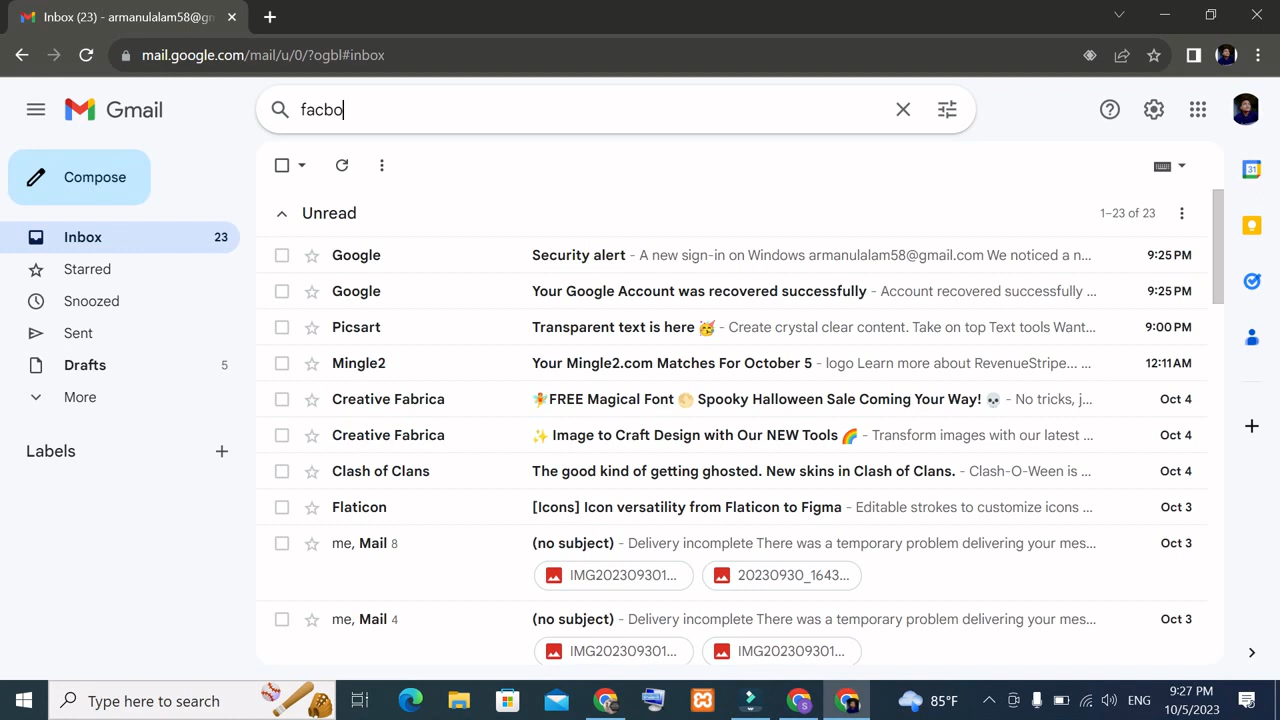 Inbox (23) - armanulalam58@gn
mail.google.com/mail/u/0/?ogbl#inbox
Gmail
facbo
Compose
Unread
1–23 of 23
Inbox 23
Starred
Snoozed
Sent
Drafts 5
More
Labels
Google Security alert - A new sign-in on Windows armanulalam58@gmail.com We noticed a n... 9:25 PM
Google Your Google Account was recovered successfully - Account recovered successfully ... 9:25 PM
Picsart Transparent text is here 🥳 - Create crystal clear content. Take on top Text tools Want... 9:00 PM
Mingle2 Your Mingle2.com Matches For October 5 - logo Learn more about RevenueStripe... ... 12:11 AM
Creative Fabrica 🧚FREE Magical Font 🌕 Spooky Halloween Sale Coming Your Way! 💀 - No tricks, j... Oct 4
Creative Fabrica ✨ Image to Craft Design with Our NEW Tools 🌈 - Transform images with our latest ... Oct 4
Clash of Clans The good kind of getting ghosted. New skins in Clash of Clans. - Clash-O-Ween is ... Oct 4
Flaticon [Icons] Icon versatility from Flaticon to Figma - Editable strokes to customize icons ... Oct 3
me, Mail 8 (no subject) - Delivery incomplete There was a temporary problem delivering your mes... Oct 3
IMG202309301... 20230930_1643...
me, Mail 4 (no subject) - Delivery incomplete There was a temporary problem delivering your mes... Oct 3
IMG202309301... IMG202309301...
31
Type here to search
85°F
ENG
9:27 PM
10/5/2023